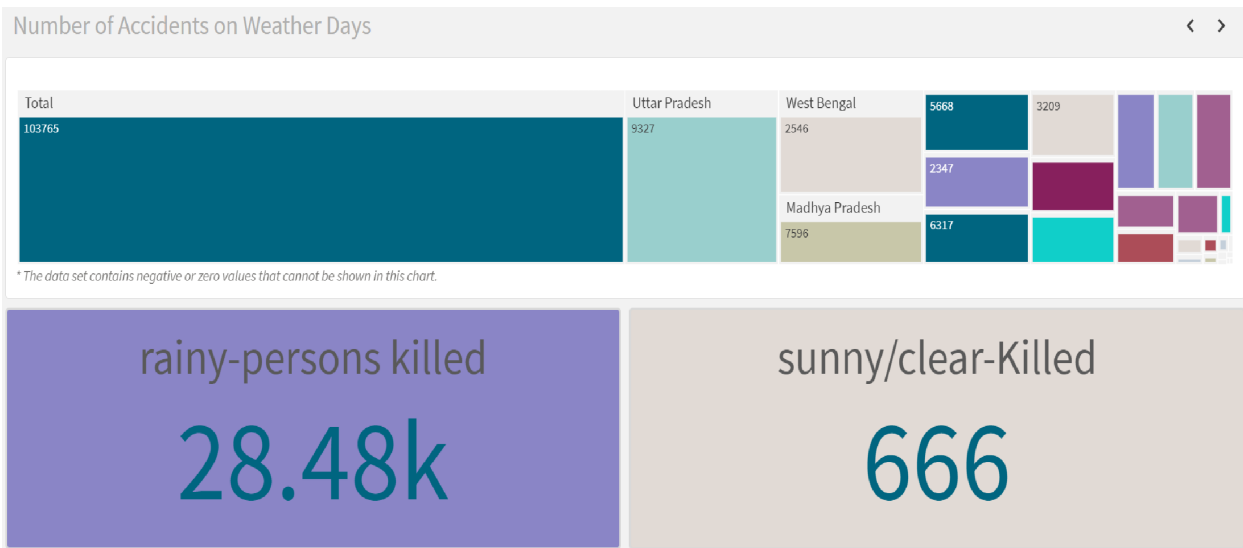 Number of Accidents on Weather Days
Total
103765
Uttar Pradesh
9327
West Bengal
2546
Madhya Pradesh
7596
5668
2347
6317
3209
* The data set contains negative or zero values that cannot be shown in this chart.
rainy-persons killed
28.48k
sunny/clear-Killed
666